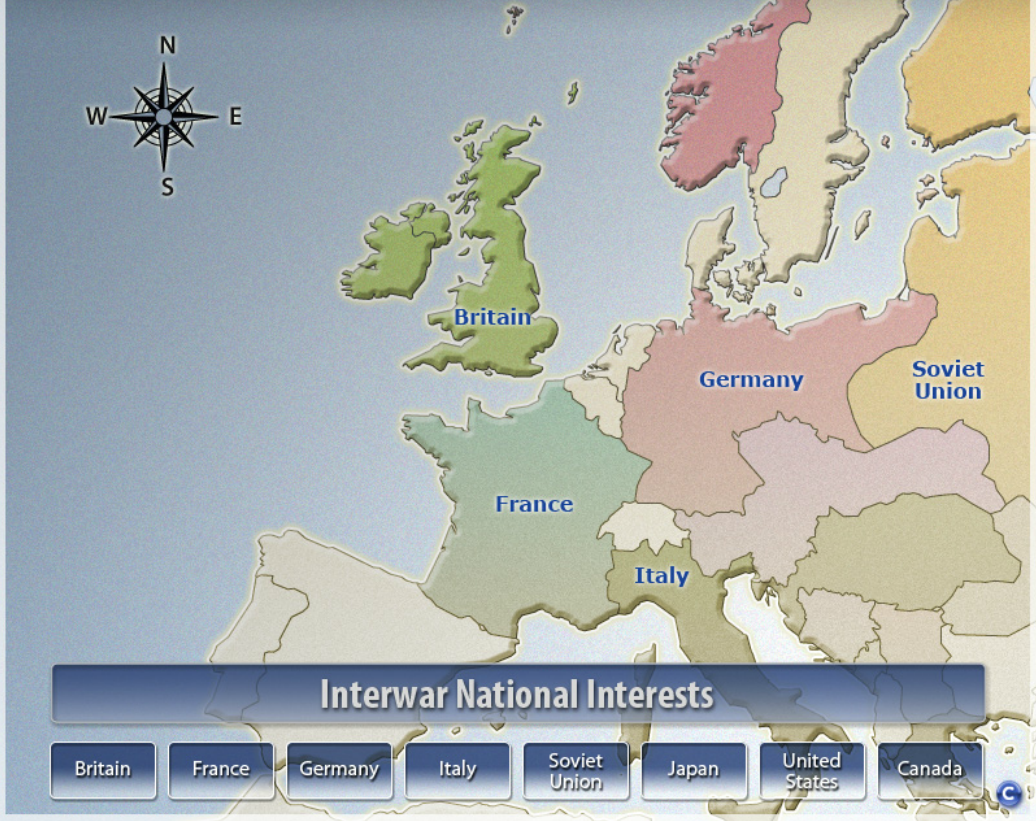 N
W
E
S
Britain
Germany
Soviet
Union
France
Italy
Interwar National Interests
Britain
France
Germany
Italy
Soviet
Union
Japan
United
States
Canada
C